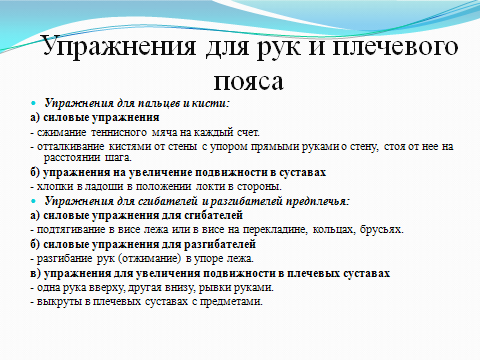 Упражнения для рук и плечевого
пояса
Упражнения для пальцев и кисти:
а) силовые упражнения
- сжимание теннисного мяча на каждый счет.
- отталкивание кистями от стены с упором прямыми руками о стену, стоя от нее на
расстоянии шага.
б) упражнения на увеличение подвижности в суставах
- хлопки в ладоши в положении локти в стороны.
Упражнения для сгибателей и разгибателей предплечья:
а) силовые упражнения для сгибателей
- подтягивание в висе лежа или в висе на перекладине, кольцах, брусьях.
б) силовые упражнения для разгибателей
- разгибание рук (отжимание) в упоре лежа.
в) упражнения для увеличения подвижности в плечевых суставах
- одна рука вверху, другая внизу, рывки руками.
- выкруты в плечевых суставах с предметами.